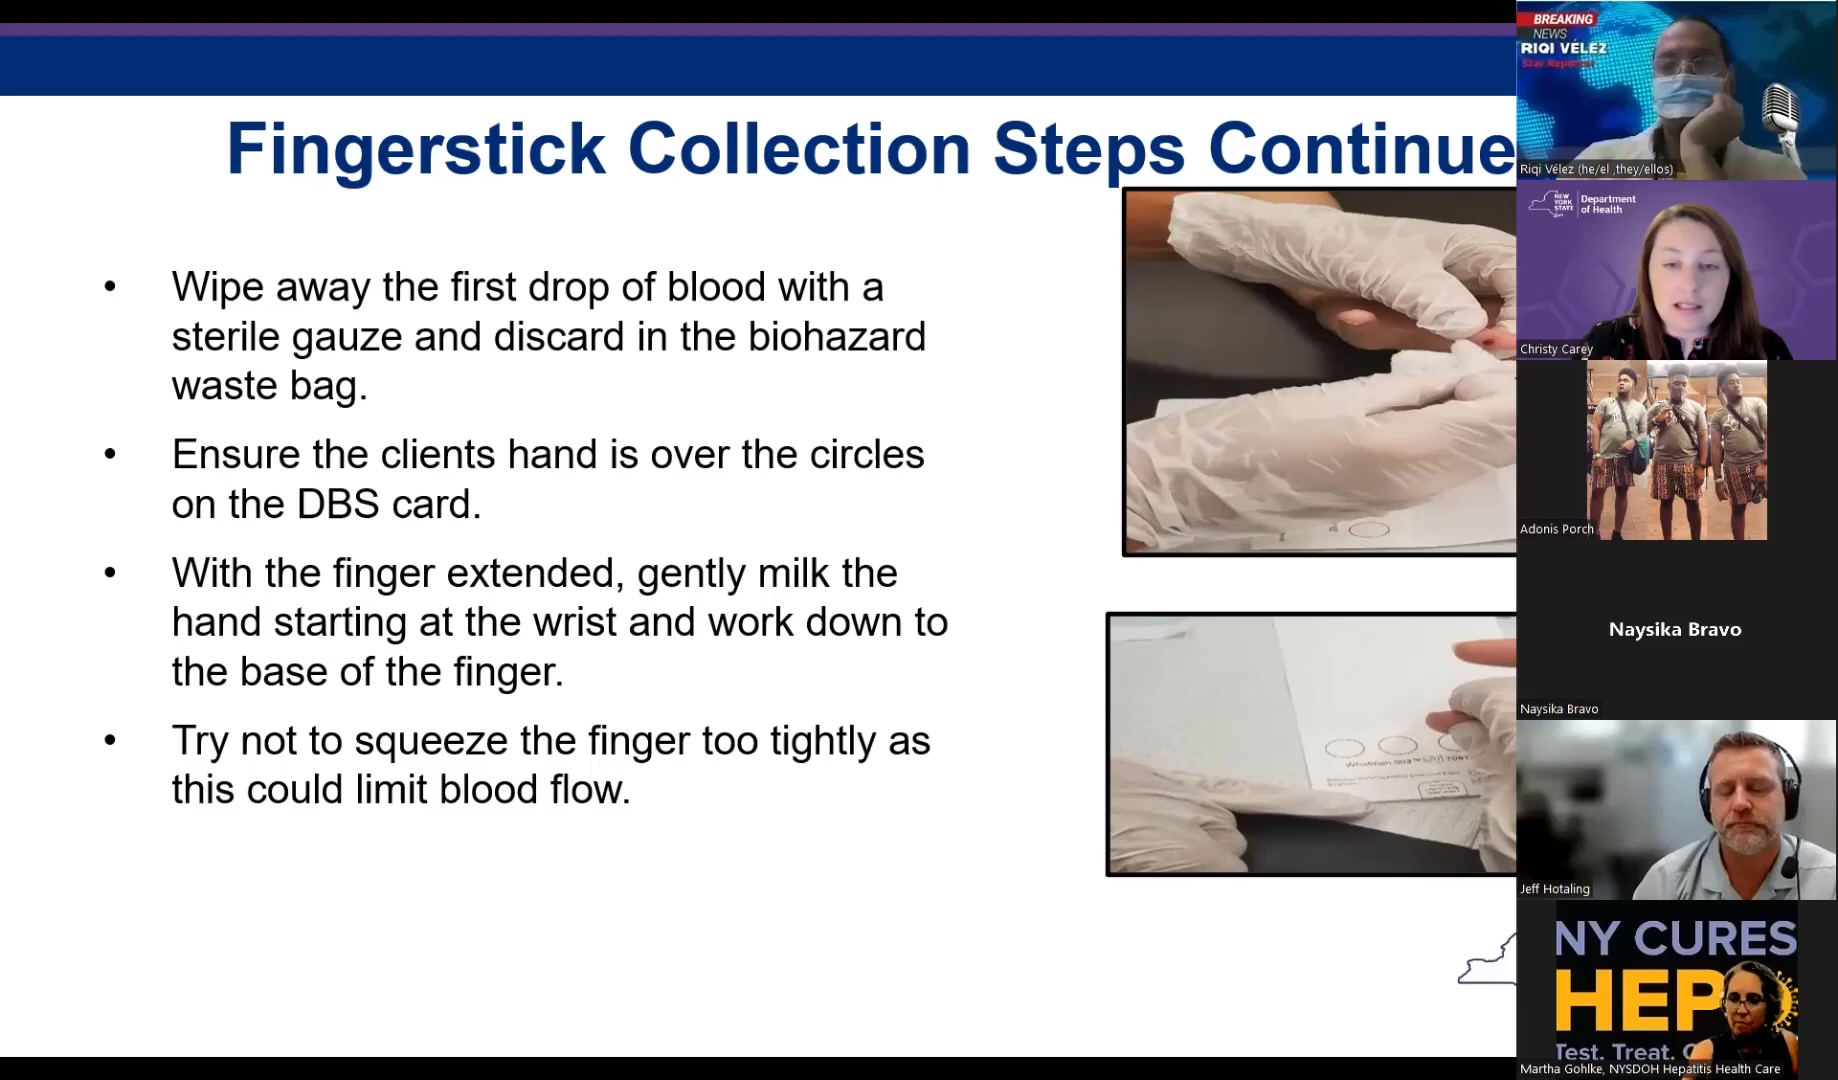 Fingerstick Collection Steps Continue
• Wipe away the first drop of blood with a
sterile gauze and discard in the biohazard
waste bag.
• Ensure the clients hand is over the circles
on the DBS card.
• With the finger extended, gently milk the
hand starting at the wrist and work down to
the base of the finger.
• Try not to squeeze the finger too tightly as
this could limit blood flow.
Whatman 903
BREAKING
NEWS
RIQI VÉLEZ
Star Reporter
Riqi Vélez (he/el ,they/ellos)
NEW
YORK
STATE
Department
of Health
Christy Carey
Adonis Porch
Naysika Bravo
Naysika Bravo
Jeff Hotaling
NY CURES
HEP
Test. Treat.
Martha Gohlke, NYSDOH Hepatitis Health Care